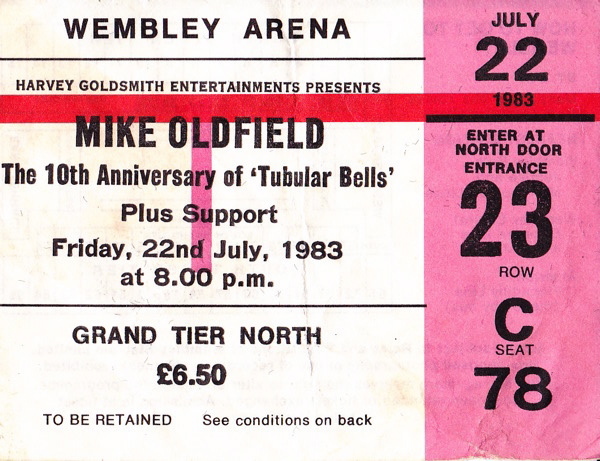 WEMBLEY ARENA
HARVEY GOLDSMITH ENTERTAINMENTS PRESENTS
MIKE OLDFIELD
The 10th Anniversary of 'Tubular Bells'
Plus Support
Friday, 22nd July, 1983
at 8.00 p.m.
GRAND TIER NORTH
£6.50
TO BE RETAINED See conditions on back
JULY
22
1983
ENTER AT
NORTH DOOR
ENTRANCE
23
ROW
C
SEAT
78